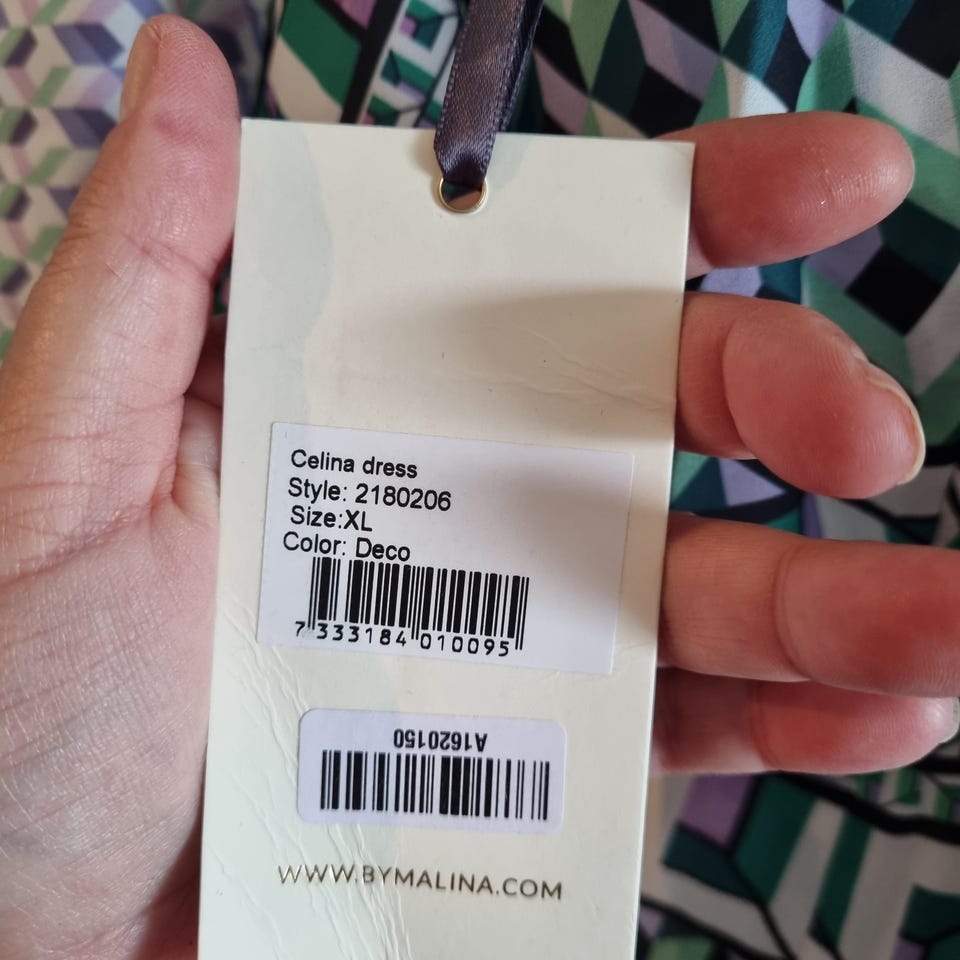 Celina dress
Style: 2180206
Size:XL
Color: Deco
7 333184 010095
A1620150
WWW.BYMALINA.COM